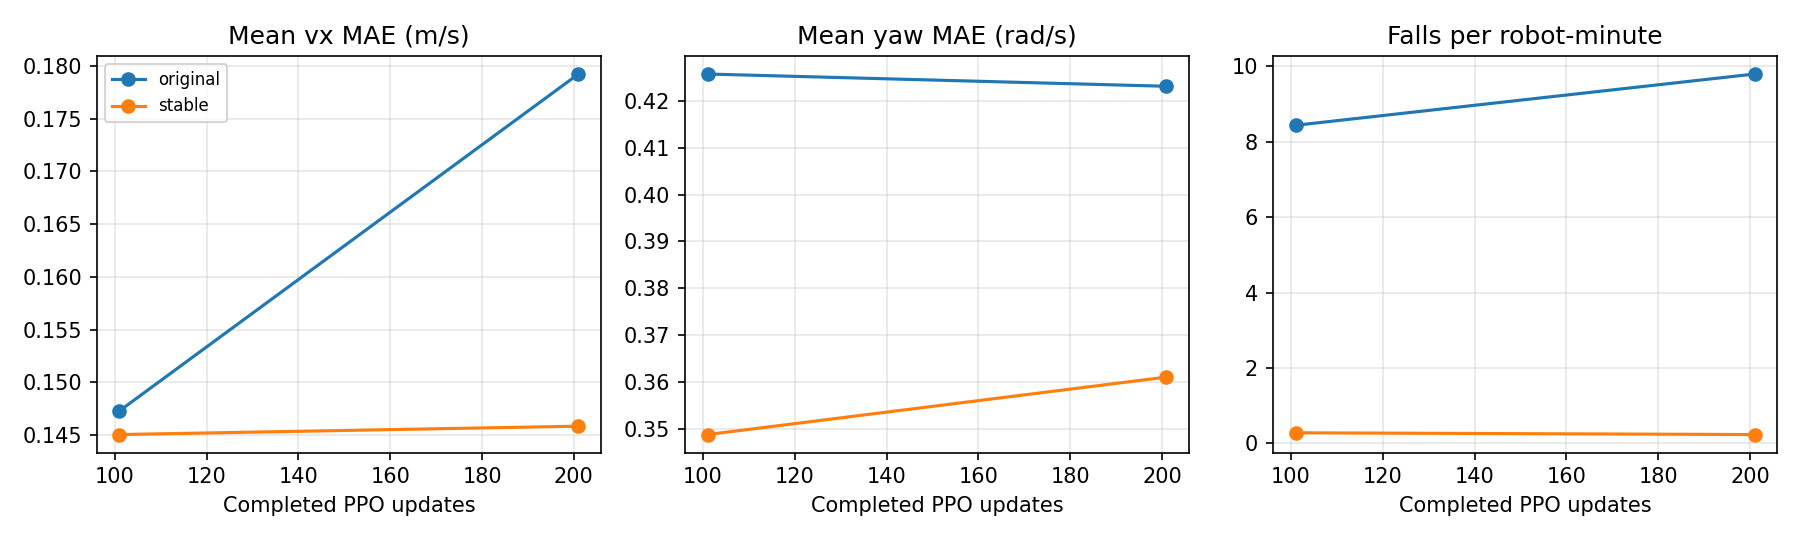 Mean vx MAE (m/s)
0.180
0.175
0.170
0.165
0.160
0.155
0.150
0.145
original
stable
100 120 140 160 180 200
Completed PPO updates
Mean yaw MAE (rad/s)
0.42
0.41
0.40
0.39
0.38
0.37
0.36
0.35
100 120 140 160 180 200
Completed PPO updates
Falls per robot-minute
10
8
6
4
2
0
100 120 140 160 180 200
Completed PPO updates